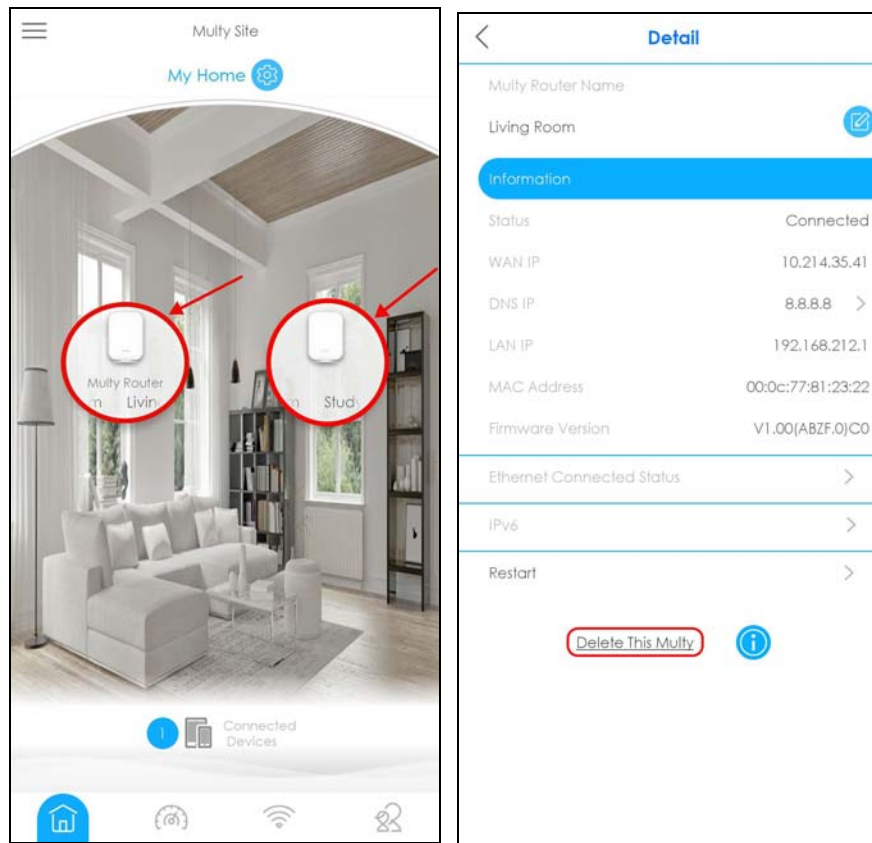 Multy Site
My Home
Multy Router
m Livin
m Study
1
Connected
Devices
Detail
Multy Router Name
Living Room
Information
Status Connected
WAN IP 10.214.35.41
DNS IP 8.8.8.8 >
LAN IP 192.168.212.1
MAC Address 00:0c:77:81:23:22
Firmware Version V1.00(ABZF.0)C0
Ethernet Connected Status >
IPv6 >
Restart >
Delete This Multy